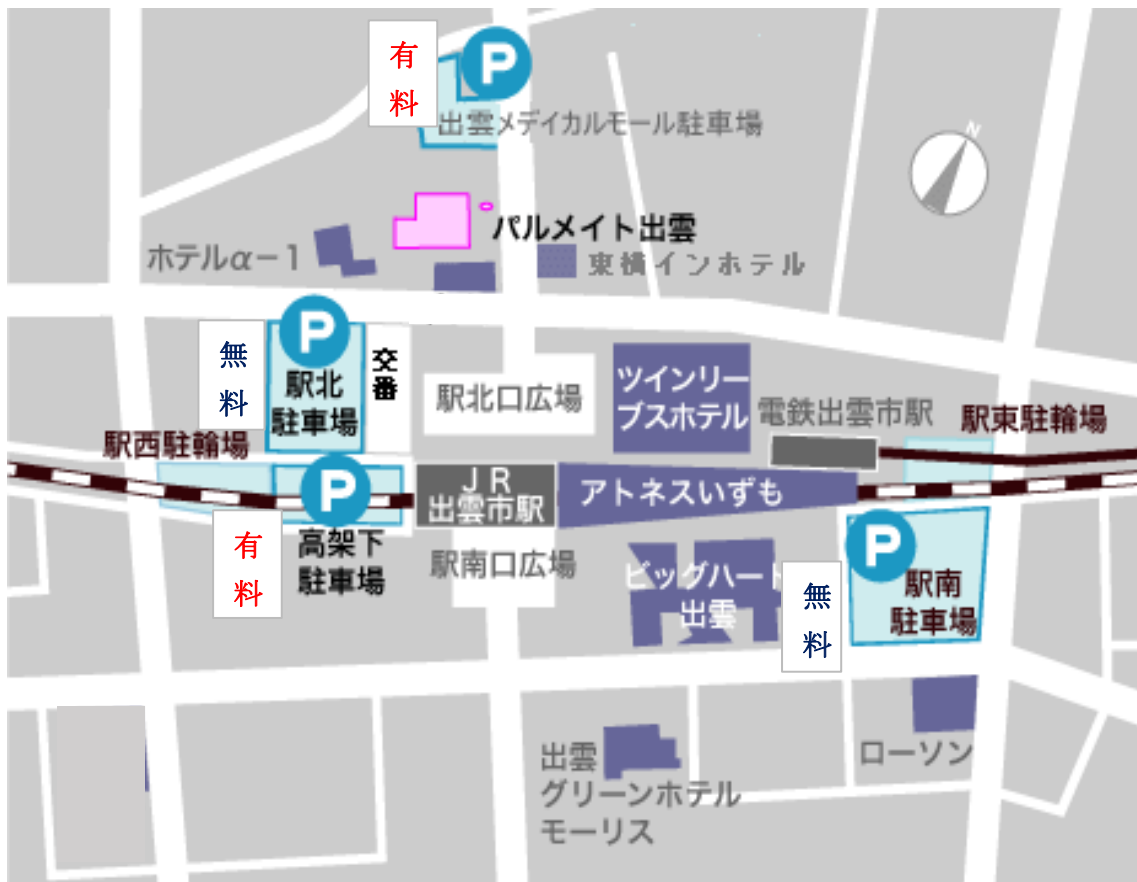 有
料
P
出雲メディカルモール駐車場
N
パルメイト出雲
ホテルα－1
東横インホテル
無
料
P
駅北
駐車場
交
番
駅北口広場
ツインリー
ブスホテル
電鉄出雲市駅
駅東駐輪場
駅西駐輪場
P
ＪＲ
出雲市駅
アトネスいずも
有
料
高架下
駐車場
駅南口広場
ビッグハート
出雲
無
料
P
駅南
駐車場
出雲
グリーンホテル
モーリス
ローソン